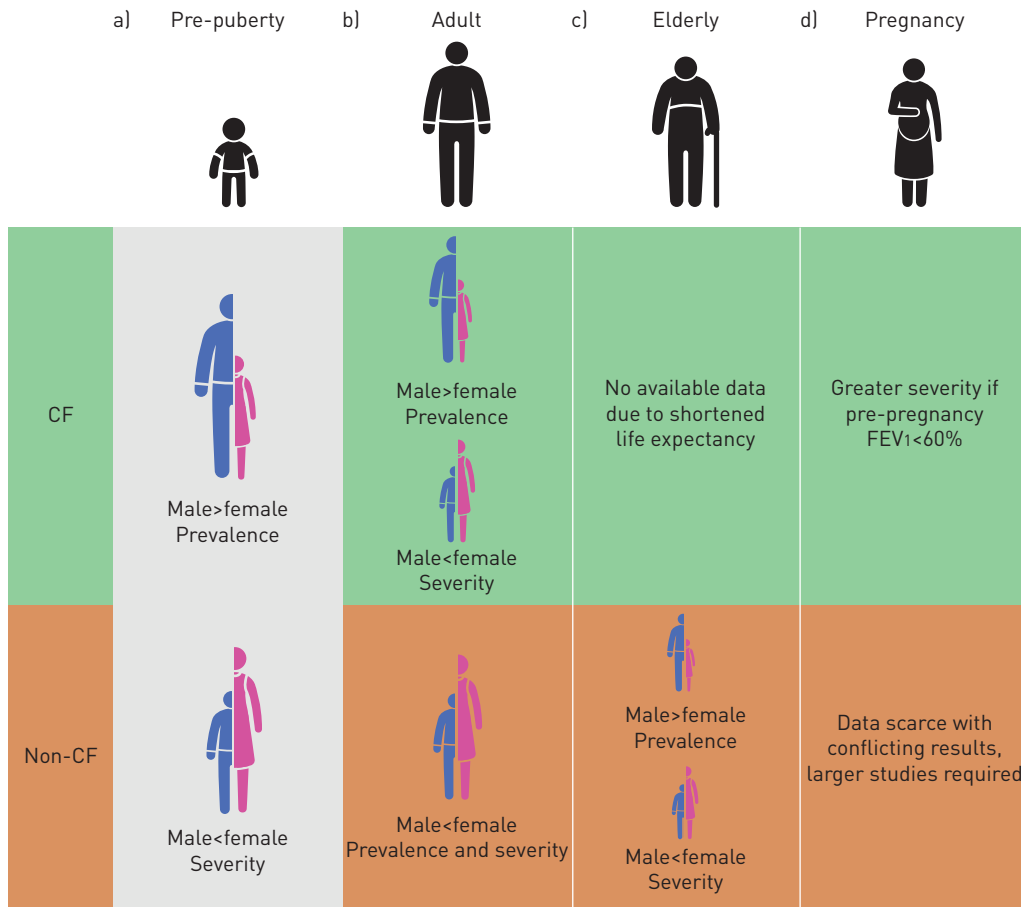 a) Pre-puberty
b) Adult
c) Elderly
d) Pregnancy
CF
Male>female
Prevalence
Male>female
Prevalence
Male<female
Severity
No available data
due to shortened
life expectancy
Greater severity if
pre-pregnancy
FEV1<60%
Non-CF
Male<female
Severity
Male<female
Prevalence and severity
Male>female
Prevalence
Male<female
Severity
Data scarce with
conflicting results,
larger studies required